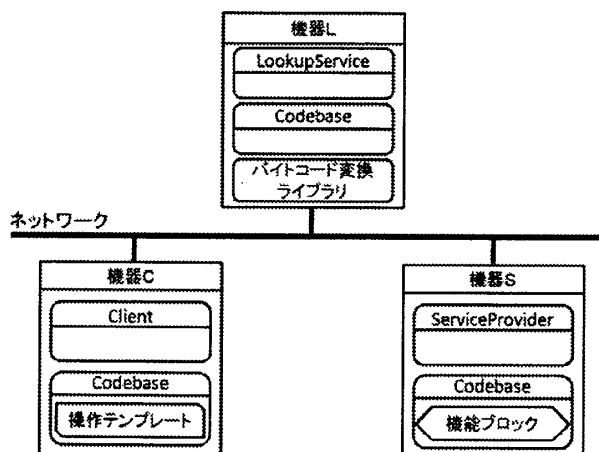 機器L
LookupService
Codebase
バイトコード変換
ライブラリ
ネットワーク
機器C
Client
Codebase
操作テンプレート
機器S
ServiceProvider
Codebase
機能ブロック